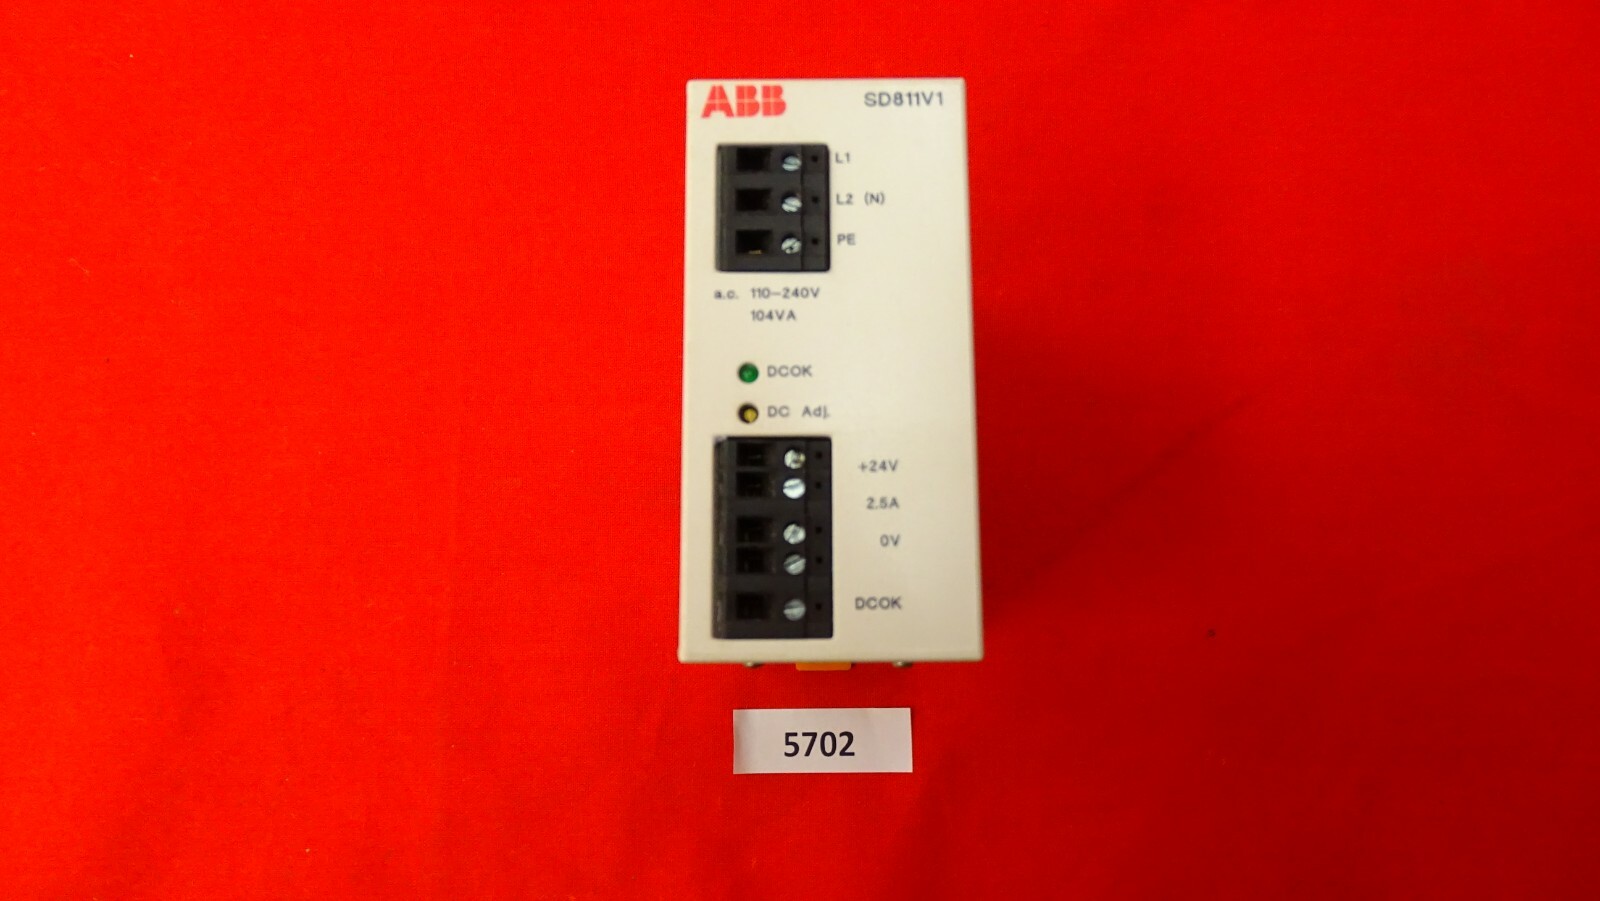 ABB SD811V1
L1
L2 (N)
PE
a.c. 110-240V
104VA
DCOK
DC Adj.
+24V
2.5A
0V
DCOK
5702